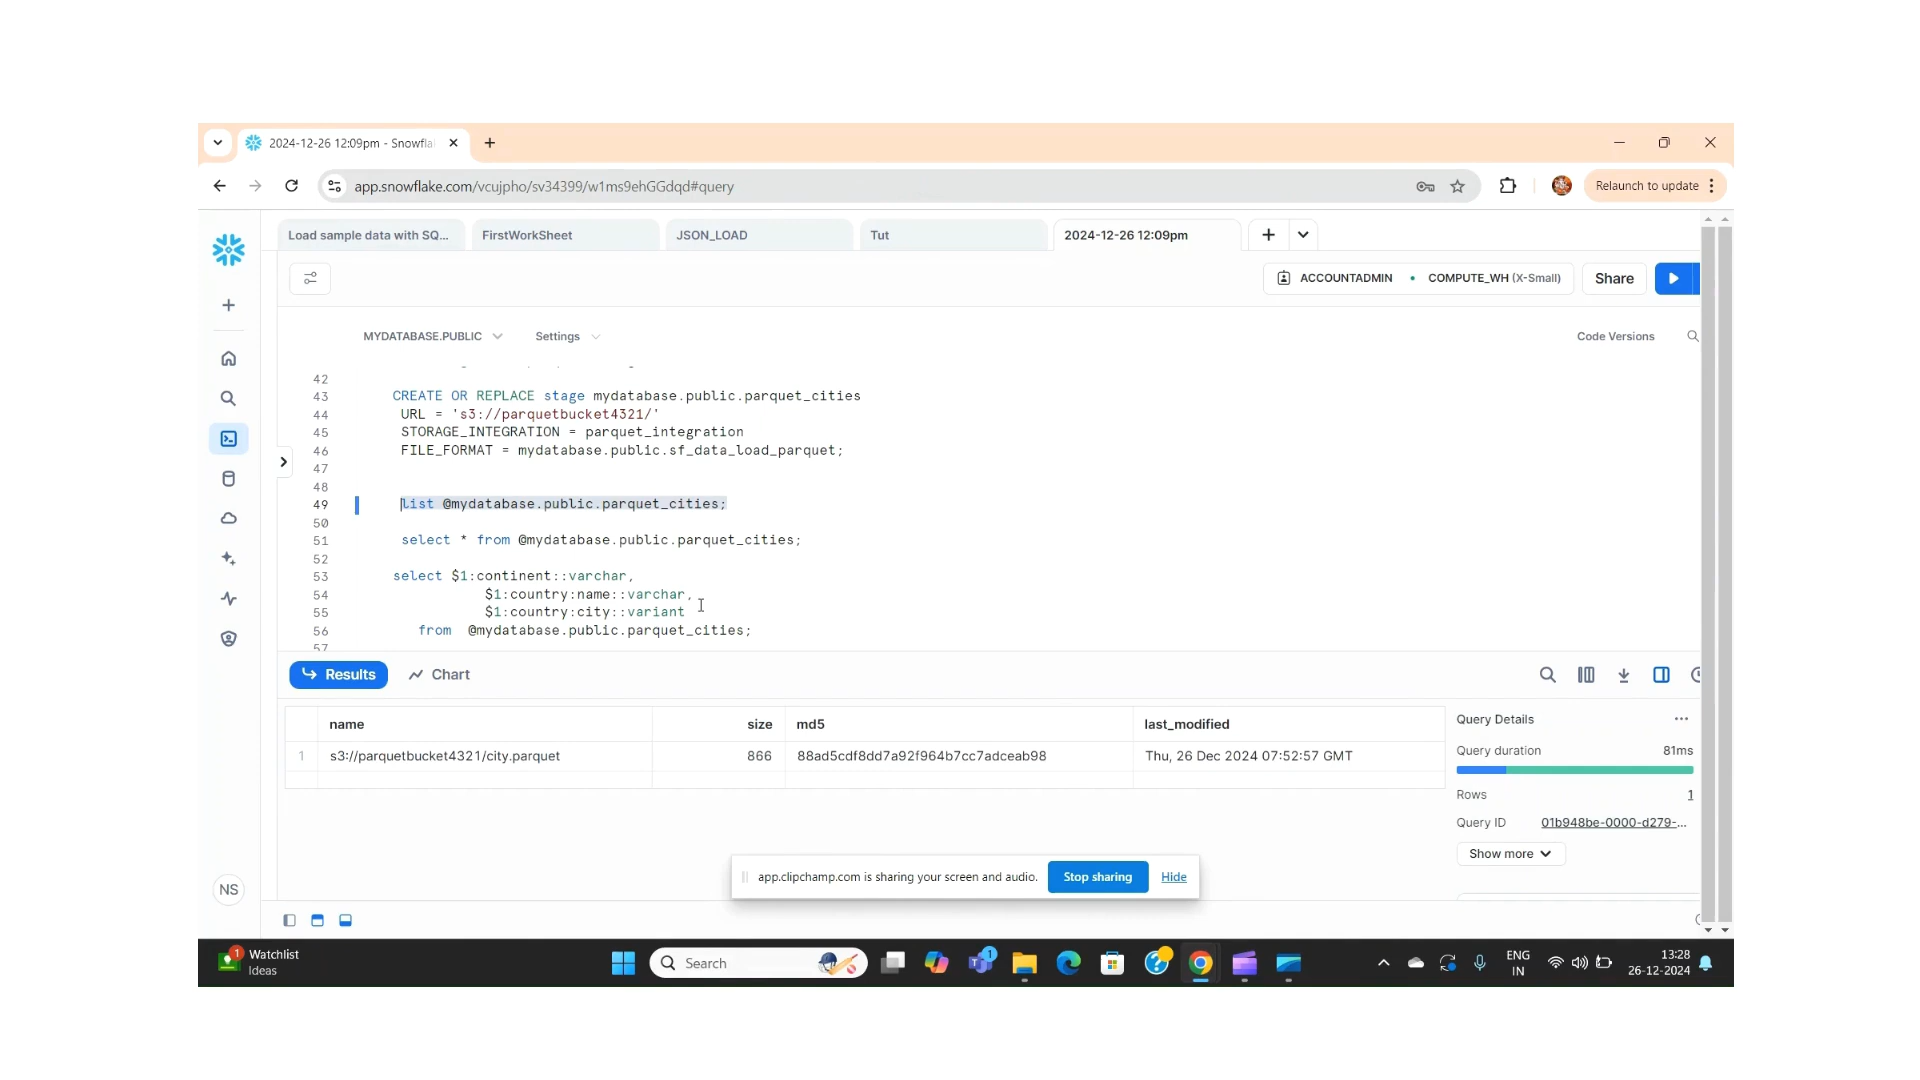 2024-12-26 12:09pm - Snowfla
app.snowflake.com/vcujpho/sv34399/w1ms9ehGGdqd#query
Relaunch to update
Load sample data with SQ...
FirstWorkSheet
JSON_LOAD
Tut
2024-12-26 12:09pm
ACCOUNTADMIN
COMPUTE_WH (X-Small)
Share
MYDATABASE.PUBLIC
Settings
Code Versions
42
43 CREATE OR REPLACE stage mydatabase.public.parquet_cities
44 URL = 's3://parquetbucket4321/'
45 STORAGE_INTEGRATION = parquet_integration
46 FILE_FORMAT = mydatabase.public.sf_data_load_parquet;
47
48
49 list @mydatabase.public.parquet_cities;
50
51 select * from @mydatabase.public.parquet_cities;
52
53 select $1:continent::varchar,
54 $1:country:name::varchar,
55 $1:country:city::variant
56 from @mydatabase.public.parquet_cities;
57
Results
Chart
name size md5 last_modified
1 s3://parquetbucket4321/city.parquet 866 88ad5cdf8dd7a92f964b7cc7adceab98 Thu, 26 Dec 2024 07:52:57 GMT
Query Details
...
Query duration 81ms
Rows 1
Query ID 01b948be-0000-d279-...
Show more
app.clipchamp.com is sharing your screen and audio.
Stop sharing
Hide
NS
1
Watchlist
Ideas
Search
1
ENG
IN
13:28
26-12-2024